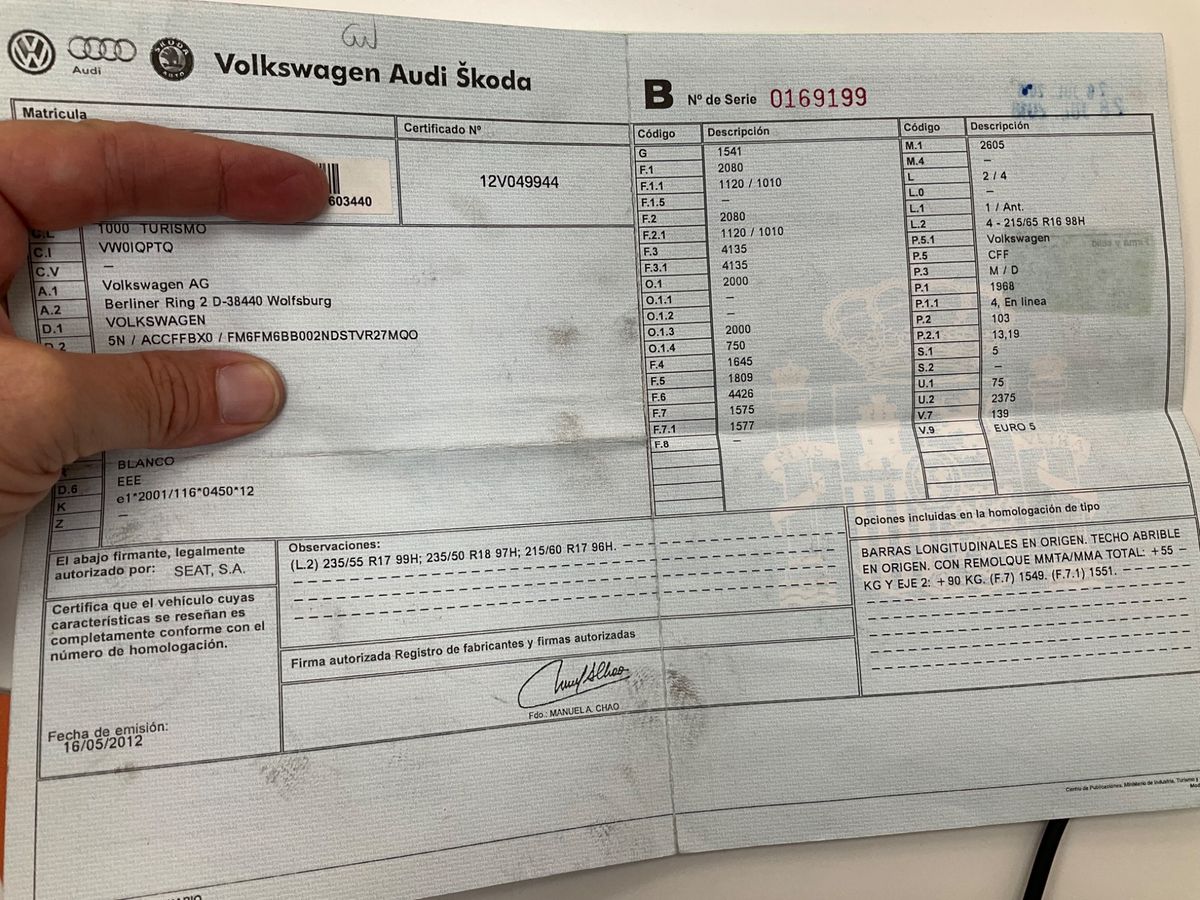 GW
Audi
ŠKODA
AUTO
Volkswagen Audi Škoda
Matricula
Certificado Nº
603440
12V049944
C.L 1000 TURISMO
C.I VW0IQPTQ
C.V –
A.1 Volkswagen AG
A.2 Berliner Ring 2 D-38440 Wolfsburg
D.1 VOLKSWAGEN
D.2 5N / ACCFFBX0 / FM6FM6BB002NDSTVR27MQO
BLANCO
D.6 EEE
K e1*2001/116*0450*12
Z –
El abajo firmante, legalmente
autorizado por: SEAT, S.A.
Certifica que el vehículo cuyas
características se reseñan es
completamente conforme con el
número de homologación.
Fecha de emisión:
16/05/2012
Observaciones:
(L.2) 235/55 R17 99H; 235/50 R18 97H; 215/60 R17 96H.
Firma autorizada Registro de fabricantes y firmas autorizadas
Fdo.: MANUEL A. CHAO
B Nº de Serie 0169199
Código Descripción
G 1541
F.1 2080
F.1.1 1120 / 1010
F.1.5 –
F.2 2080
F.2.1 1120 / 1010
F.3 4135
F.3.1 4135
O.1 2000
O.1.1 –
O.1.2 –
O.1.3 2000
O.1.4 750
F.4 1645
F.5 1809
F.6 4426
F.7 1575
F.7.1 1577
F.8 –
Código Descripción
M.1 2605
M.4 –
L 2 / 4
L.0 –
L.1 1 / Ant.
L.2 4 - 215/65 R16 98H
P.5.1 Volkswagen
P.5 CFF
P.3 M / D
P.1 1968
P.1.1 4, En linea
P.2 103
P.2.1 13,19
S.1 5
S.2 –
U.1 75
U.2 2375
V.7 139
V.9 EURO 5
Opciones incluidas en la homologación de tipo
BARRAS LONGITUDINALES EN ORIGEN. TECHO ABRIBLE
EN ORIGEN. CON REMOLQUE MMTA/MMA TOTAL: +55
KG Y EJE 2: +90 KG. (F.7) 1549. (F.7.1) 1551.
Centro de Publicaciones. Ministerio de Industria, Turismo y